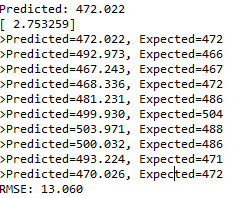 Predicted: 472.022
[ 2.753259]
>Predicted=472.022, Expected=472
>Predicted=492.973, Expected=466
>Predicted=467.243, Expected=467
>Predicted=468.336, Expected=472
>Predicted=481.231, Expected=486
>Predicted=499.930, Expected=504
>Predicted=503.971, Expected=488
>Predicted=500.032, Expected=486
>Predicted=493.224, Expected=471
>Predicted=470.026, Expected=472
RMSE: 13.060